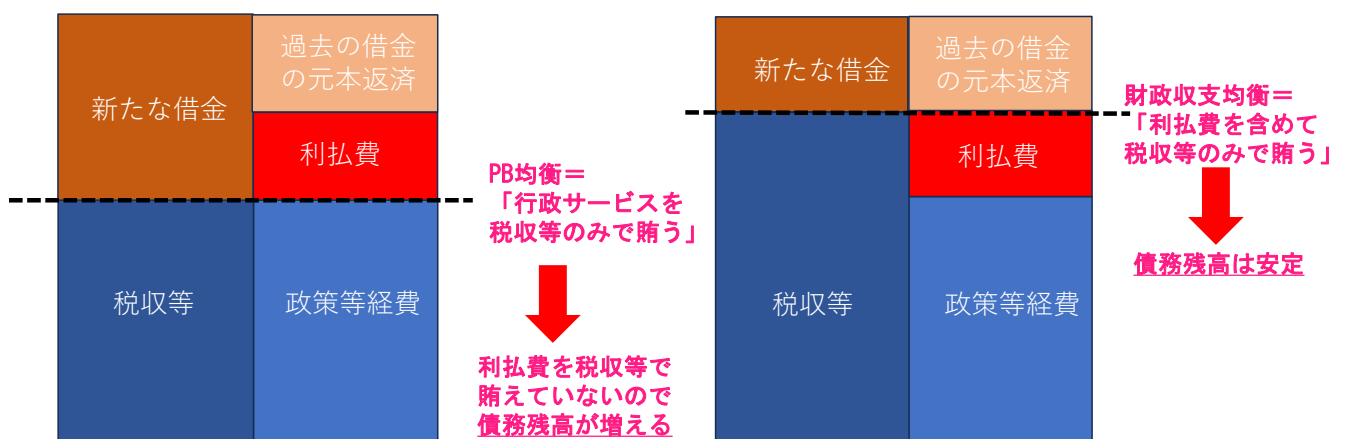 新たな借金
過去の借金
の元本返済
利払費
税収等
政策等経費
PB均衡＝
「行政サービスを
税収等のみで賄う」
利払費を税収等で
賄えていないので
債務残高が増える
新たな借金
過去の借金
の元本返済
利払費
税収等
政策等経費
財政収支均衡＝
「利払費を含めて
税収等のみで賄う」
債務残高は安定